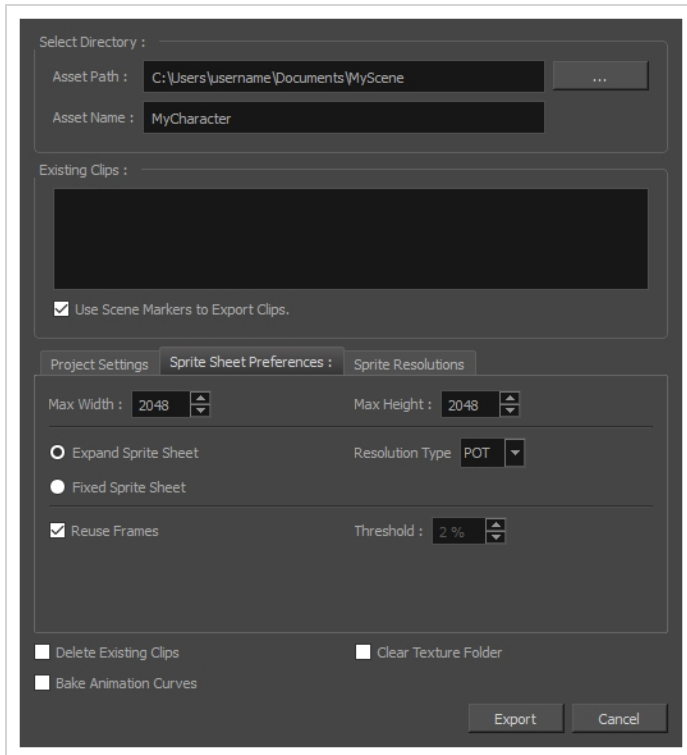 Select Directory :
Asset Path : C:\Users\username\Documents\MyScene ...
Asset Name : MyCharacter
Existing Clips :
Use Scene Markers to Export Clips.
Project Settings Sprite Sheet Preferences : Sprite Resolutions
Max Width : 2048 Max Height : 2048
Expand Sprite Sheet Resolution Type POT
Fixed Sprite Sheet
Reuse Frames Threshold : 2 %
Delete Existing Clips Clear Texture Folder
Bake Animation Curves
Export Cancel